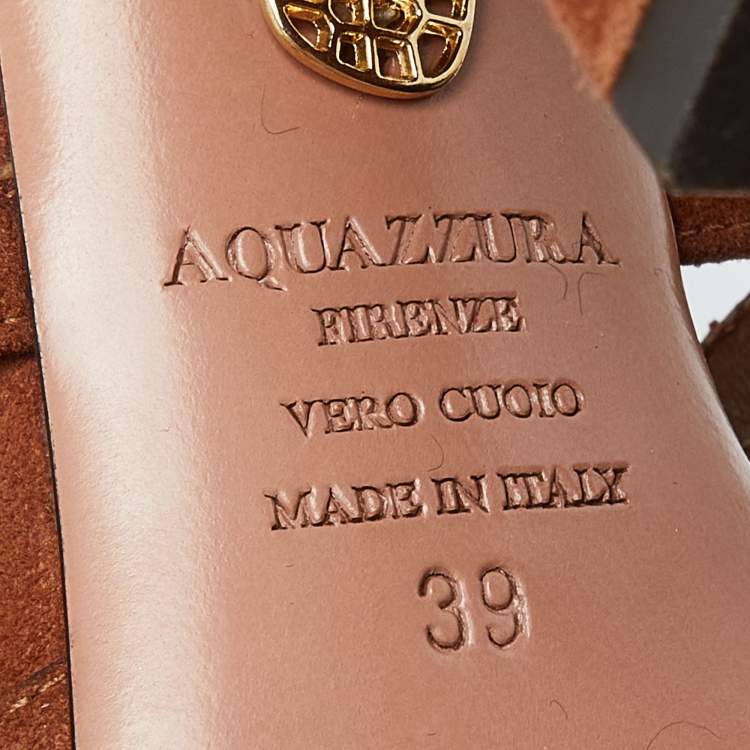 AQUAZZURA
FIRENZE
VERO CUOIO
MADE IN ITALY
39